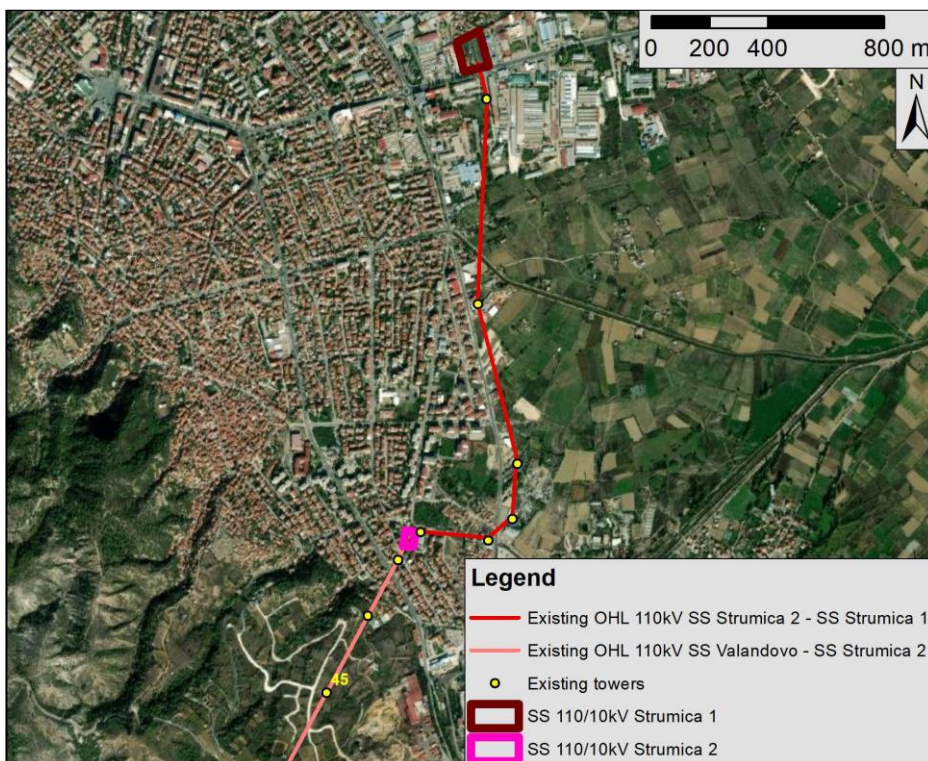 0 200 400 800 m
N
45
Legend
Existing OHL 110kV SS Strumica 2 - SS Strumica 1
Existing OHL 110kV SS Valandovo - SS Strumica 2
Existing towers
SS 110/10kV Strumica 1
SS 110/10kV Strumica 2